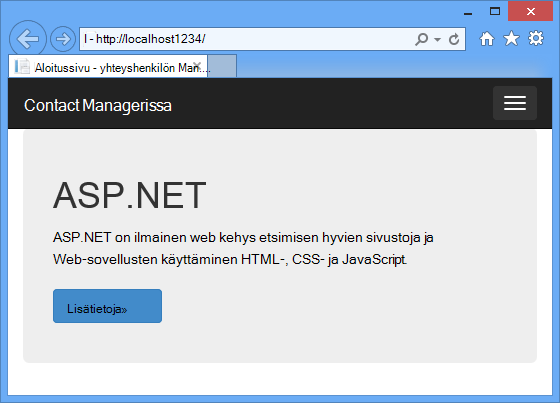 l - http://localhost1234/
Aloitussivu - yhteyshenkilön Man...
Contact Managerissa
ASP.NET
ASP.NET on ilmainen web kehys etsimisen hyvien sivustoja ja
Web-sovellusten käyttäminen HTML-, CSS- ja JavaScript.
Lisätietoja»